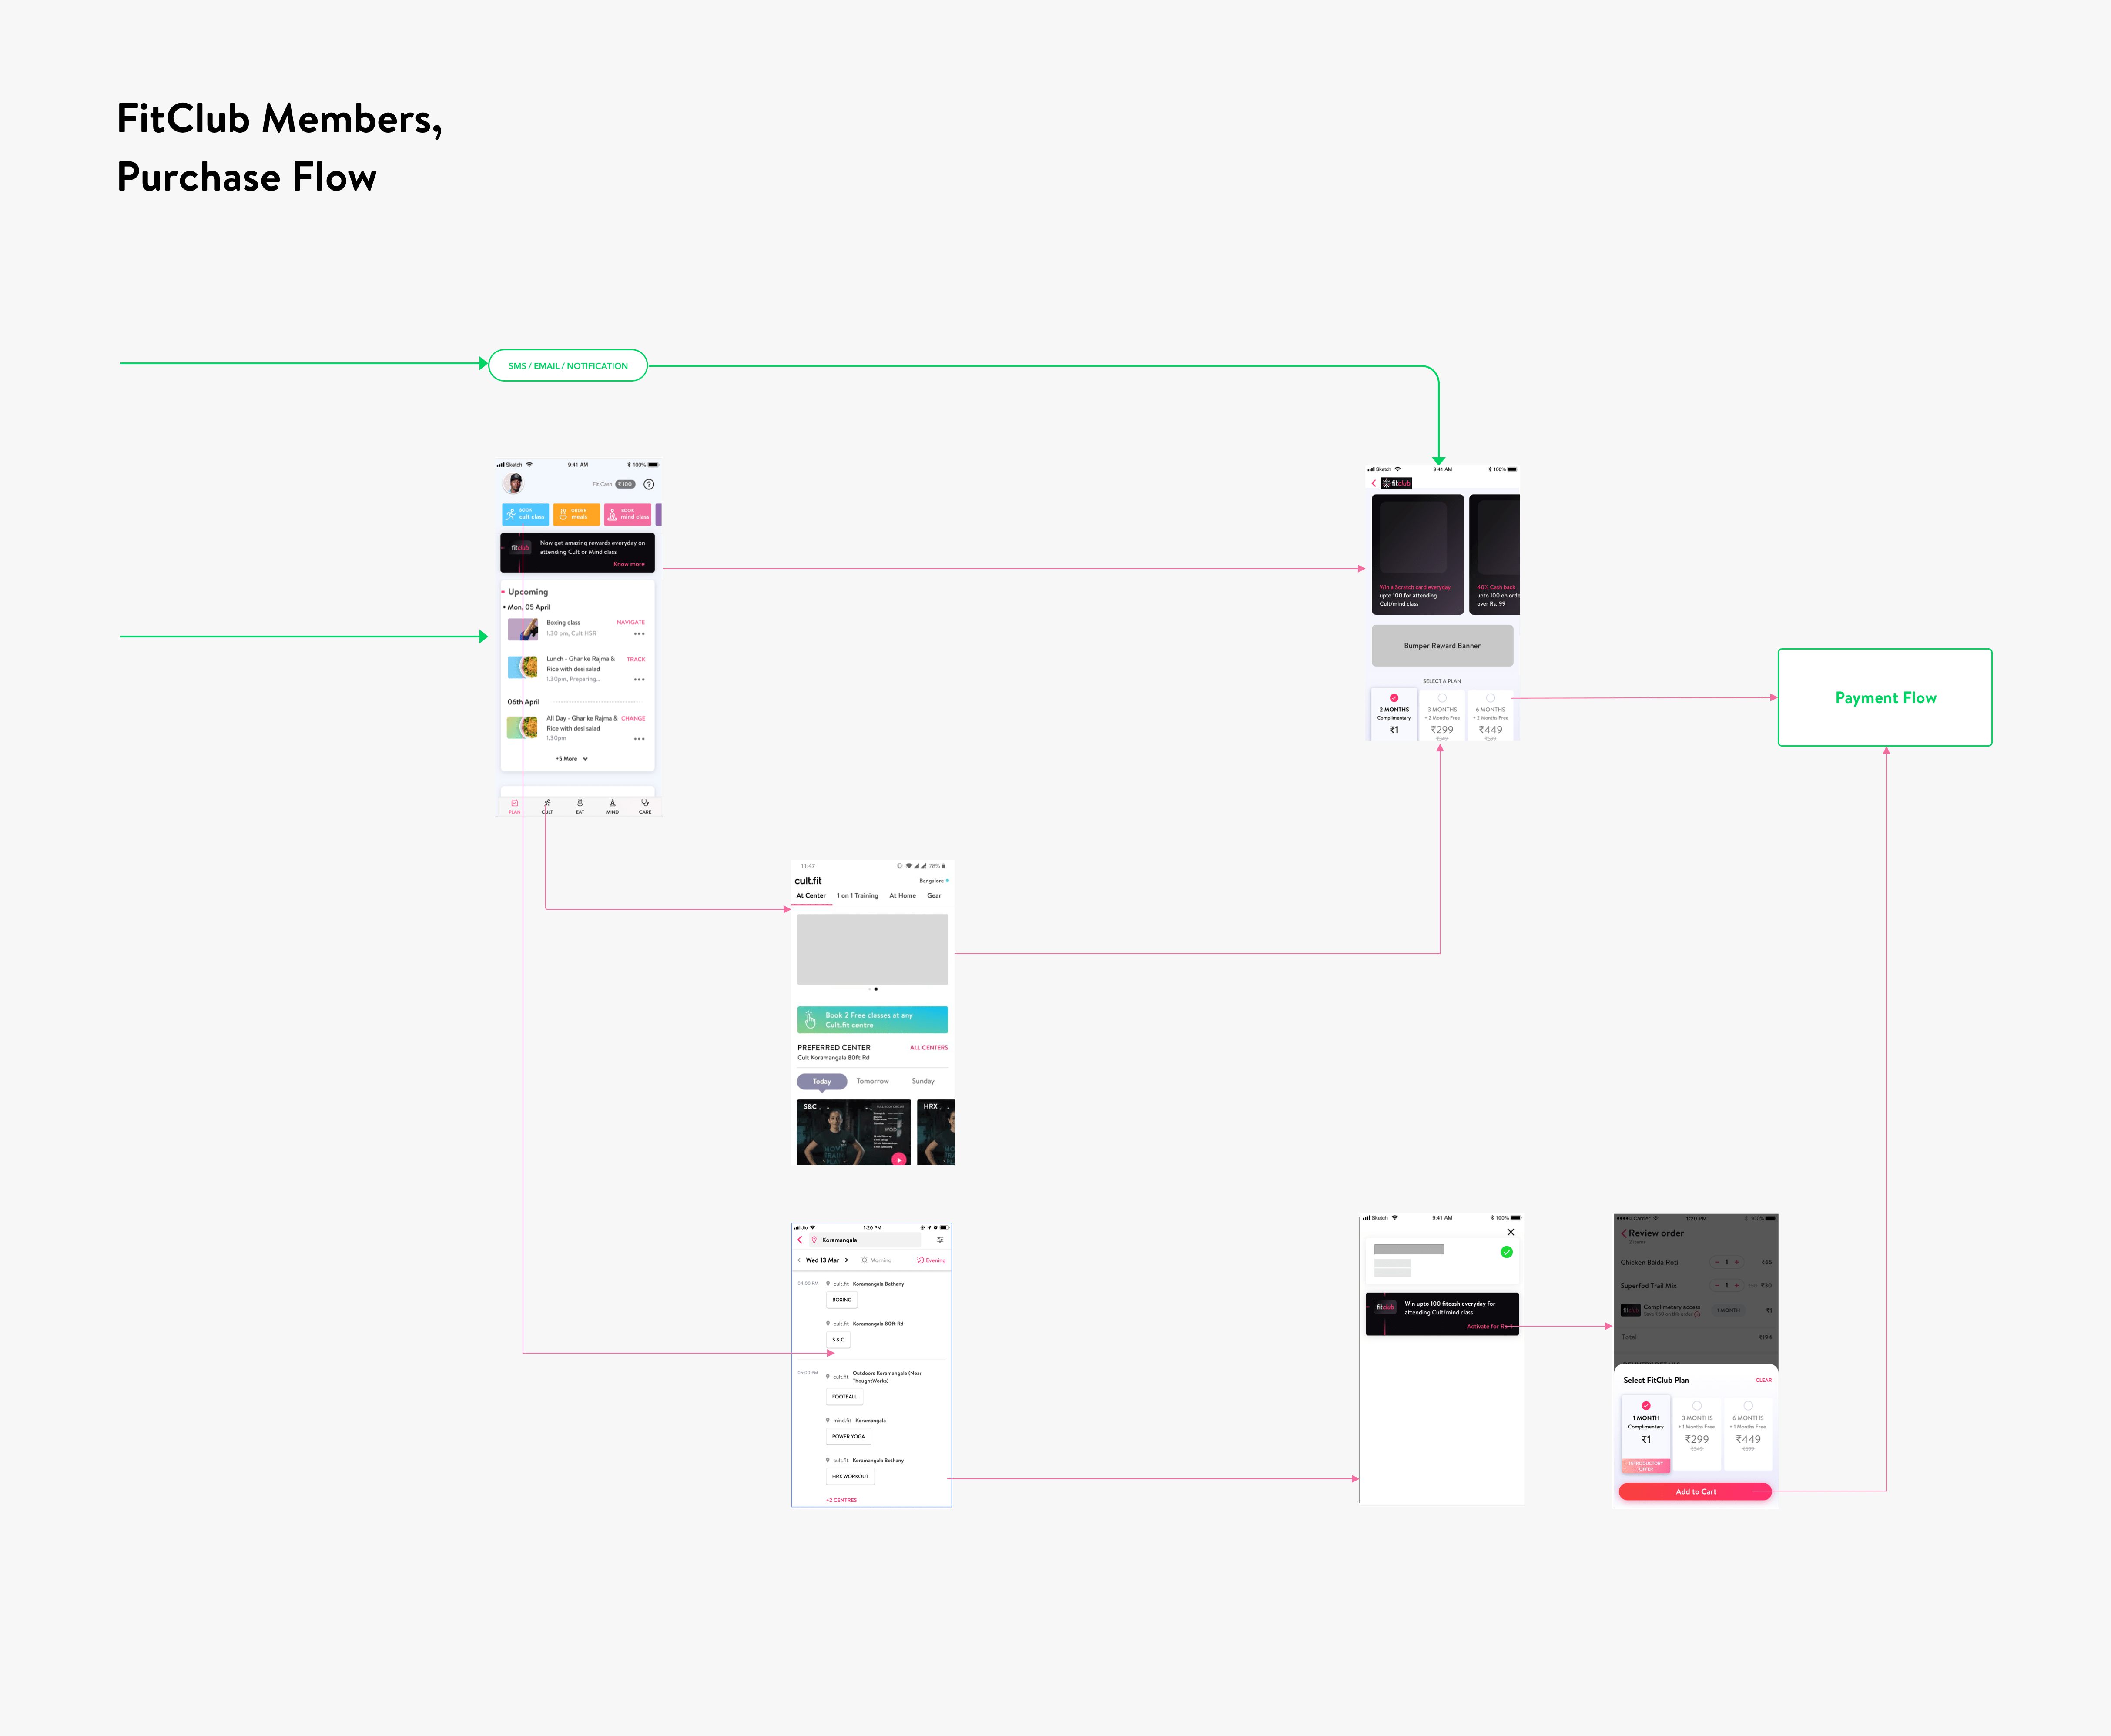 FitClub Members,
Purchase Flow
SMS / EMAIL / NOTIFICATION
Sketch 9:41 AM 100%
Fit Cash ₹ 100 ?
BOOK
cult class
ORDER
meals
BOOK
mind class
fitclub
Now get amazing rewards everyday on
attending Cult or Mind class
Know more
Upcoming
Mon, 05 April
Boxing class NAVIGATE
1.30 pm, Cult HSR
Lunch - Ghar ke Rajma & TRACK
Rice with desi salad
1.30pm, Preparing..
06th April
All Day - Ghar ke Rajma & CHANGE
Rice with desi salad
1.30pm
+5 More
PLAN CULT EAT MIND CARE
Sketch 9:41 AM 100%
fitclub
Win a Scratch card everyday
upto 100 for attending
Cult/mind class
40% Cash back
upto 100 on orde
over Rs. 99
Bumper Reward Banner
SELECT A PLAN
2 MONTHS
Complimentary
₹1
3 MONTHS
+ 2 Months Free
₹299
₹349
6 MONTHS
+ 2 Months Free
₹449
₹599
Payment Flow
11:47 78%
cult.fit Bangalore
At Center 1 on 1 Training At Home Gear
Book 2 Free classes at any
Cult.fit centre
PREFERRED CENTER ALL CENTERS
Cult Koramangala 80ft Rd
Today Tomorrow Sunday
S&C
HRX
Jio 1:20 PM
Koramangala
Wed 13 Mar Morning Evening
04:00 PM cult.fit Koramangala Bethany
BOXING
cult.fit Koramangala 80ft Rd
S & C
05:00 PM cult.fit Outdoors Koramangala (Near
ThoughtWorks)
FOOTBALL
mind.fit Koramangala
POWER YOGA
cult.fit Koramangala Bethany
HRX WORKOUT
+2 CENTRES
Sketch 9:41 AM 100%
fitclub
Win upto 100 fitcash everyday for
attending Cult/mind class
Activate for Re 1
Carrier 1:20 PM 100%
Review order
2 items
Chicken Baida Roti - 1 + ₹65
Superfod Trail Mix - 1 + ₹30
fitclub Complimetary access 1 MONTH ₹1
Total ₹194
Select FitClub Plan CLEAR
1 MONTH
Complimentary
₹1
INTRODUCTORY
OFFER
3 MONTHS
+ 1 Months Free
₹299
₹349
6 MONTHS
+ 1 Months Free
₹449
₹599
Add to Cart